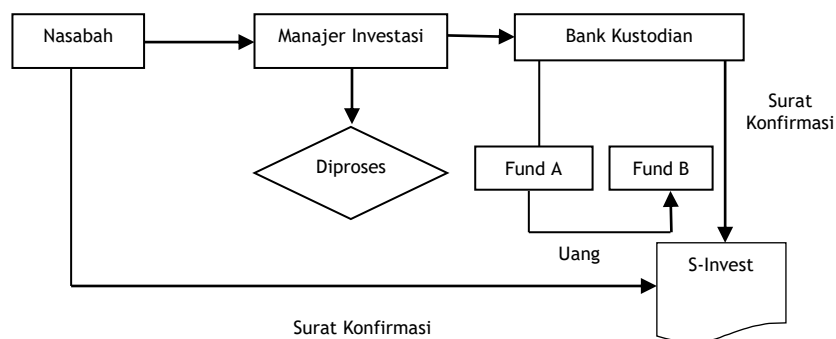 Nasabah
Manajer Investasi
Bank Kustodian
Surat
Konfirmasi
Diproses
Fund A
Fund B
Uang
S-Invest
Surat Konfirmasi